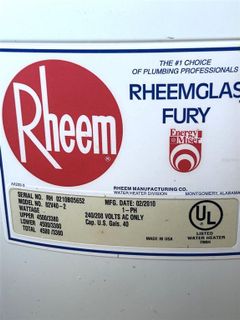 THE #1 CHOICE
OF PLUMBING PROFESSIONALS
Rheem
RHEEMGLAS
FURY
Energy
Miser
RHEEM MANUFACTURING CO.
WATER HEATER DIVISION
MONTGOMERY, ALABAMA
SERIAL NO. RH 0210B05652
MODEL NO. 82V40-2
MFG. DATE 02/2010
WATTAGE
1-PH
UPPER 4500/3380
240/208 VOLTS AC ONLY
LOWER 4500/3380
Cap. U.S. Gals. 40
TOTAL 4500 /3380
MADE IN USA
UL
LISTED
WATER HEATER